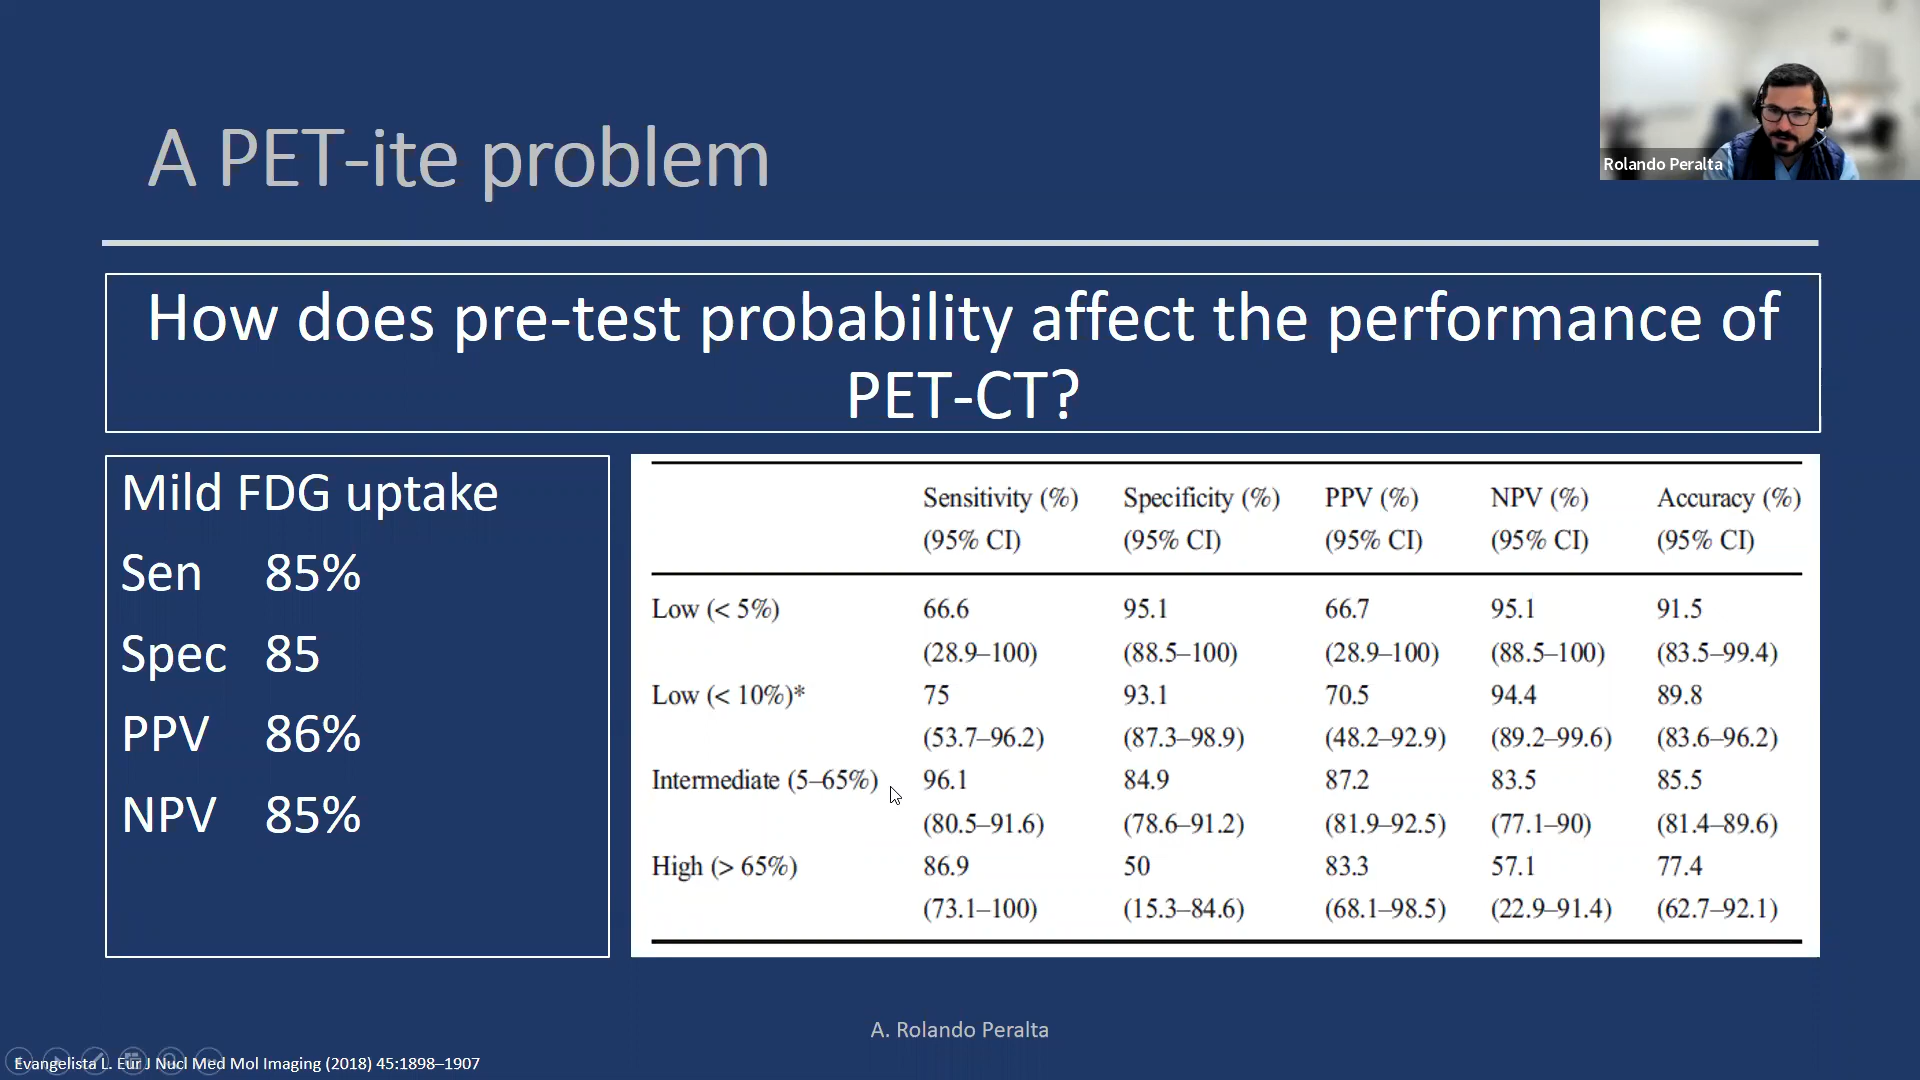 A PET-ite problem
Rolando Peralta
How does pre-test probability affect the performance of
PET-CT?
Mild FDG uptake
Sen 85%
Spec 85
PPV 86%
NPV 85%
Sensitivity (%) Specificity (%) PPV (%) NPV (%) Accuracy (%)
(95% CI) (95% CI) (95% CI) (95% CI) (95% CI)
Low (< 5%) 66.6 95.1 66.7 95.1 91.5
(28.9–100) (88.5–100) (28.9–100) (88.5–100) (83.5–99.4)
Low (< 10%)* 75 93.1 70.5 94.4 89.8
(53.7–96.2) (87.3–98.9) (48.2–92.9) (89.2–99.6) (83.6–96.2)
Intermediate (5–65%) 96.1 84.9 87.2 83.5 85.5
(80.5–91.6) (78.6–91.2) (81.9–92.5) (77.1–90) (81.4–89.6)
High (> 65%) 86.9 50 83.3 57.1 77.4
(73.1–100) (15.3–84.6) (68.1–98.5) (22.9–91.4) (62.7–92.1)
A. Rolando Peralta
Evangelista L. Eur J Nucl Med Mol Imaging (2018) 45:1898–1907